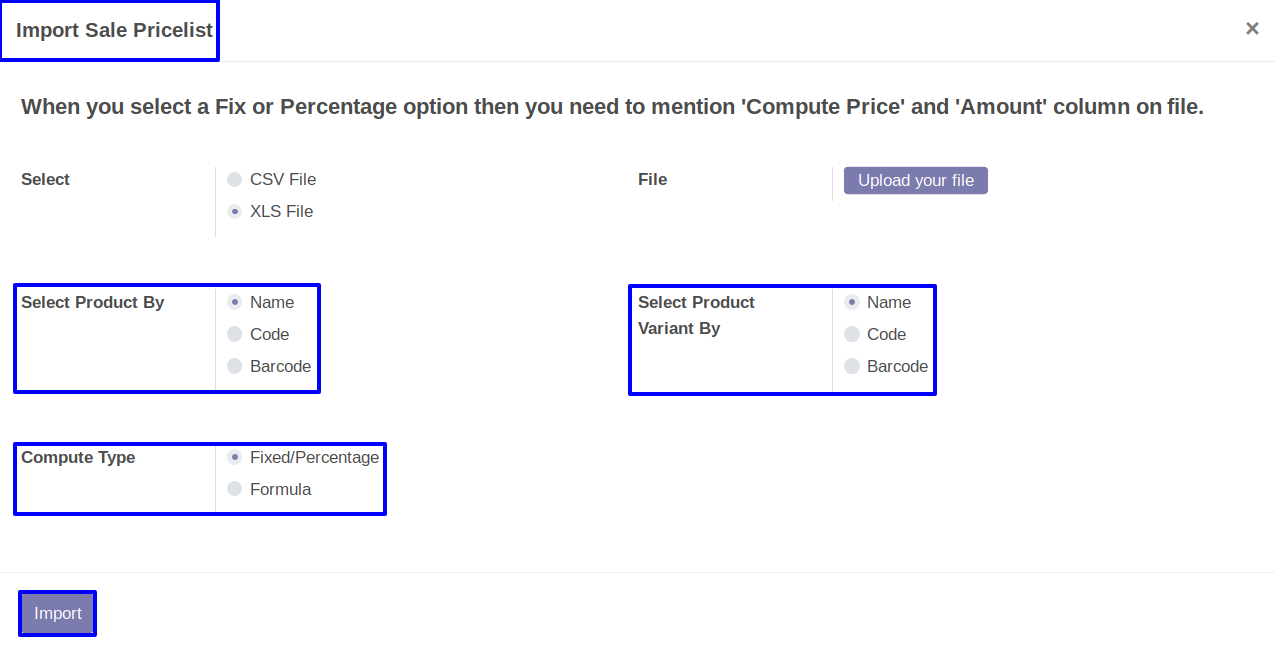 Import Sale Pricelist
×
When you select a Fix or Percentage option then you need to mention 'Compute Price' and 'Amount' column on file.
Select
CSV File
XLS File
File
Upload your file
Select Product By
Name
Code
Barcode
Select Product
Variant By
Name
Code
Barcode
Compute Type
Fixed/Percentage
Formula
Import